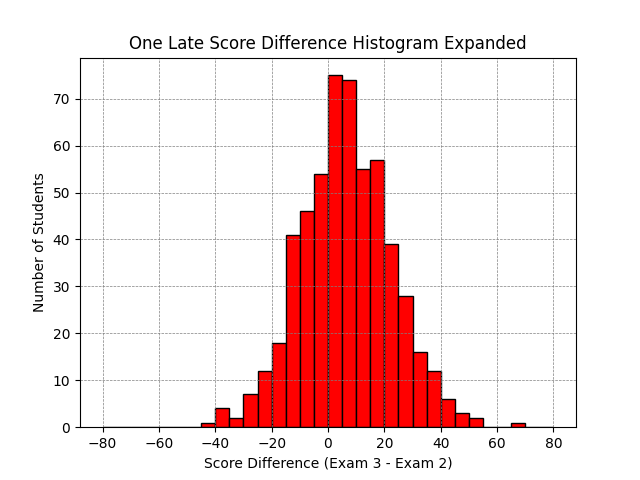 One Late Score Difference Histogram Expanded
Number of Students
70
60
50
40
30
20
10
0
−80 −60 −40 −20 0 20 40 60 80
Score Difference (Exam 3 - Exam 2)